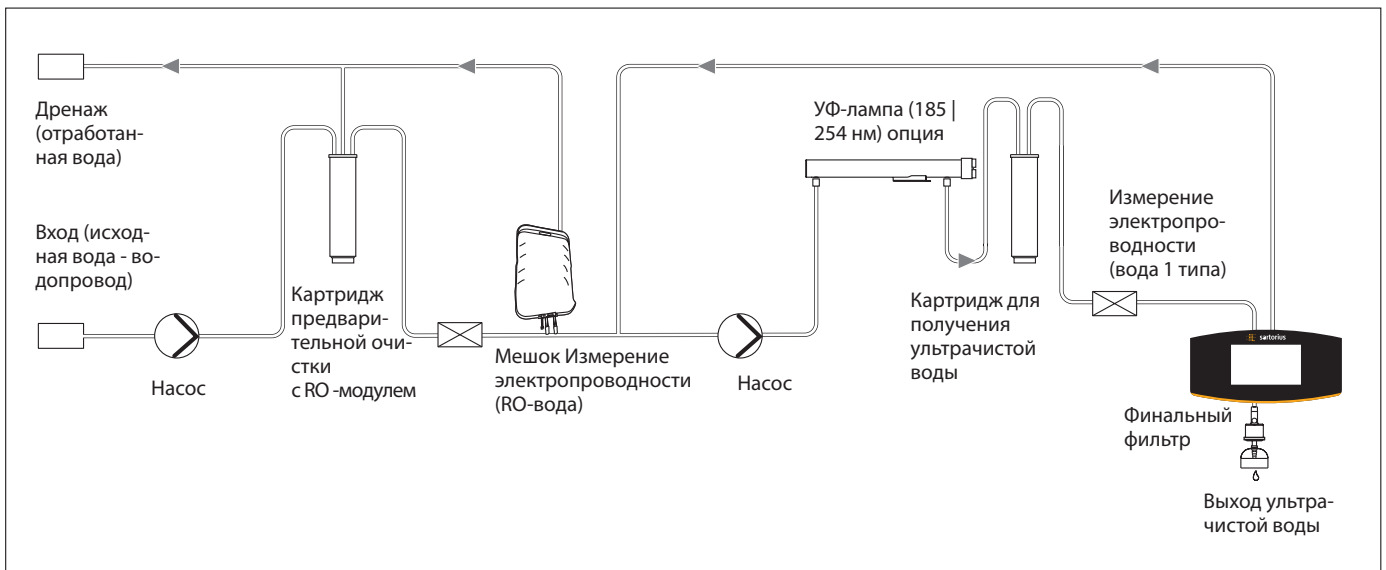 Дренаж
(отработан-
ная вода)
Вход (исход-
ная вода - во-
допровод)
Насос
Картридж
предвари-
тельной очи-
стки
с RO -модулем
Мешок Измерение
электропроводности
(RO-вода)
Насос
УФ-лампа (185 |
254 нм) опция
Картридж для
получения
ультрачистой
воды
Измерение
электропро-
водности
(вода 1 типа)
sartorius
Финальный
фильтр
Выход ультра-
чистой воды